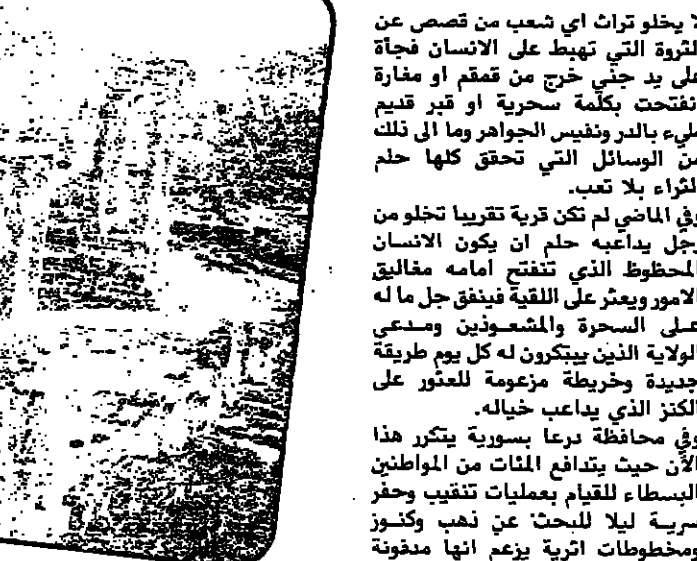 لا يخلو تراث اي شعب من قصص عن
الثروة التي تهبط على الانسان فجأة
على يد جني خرج من قمقم او مغارة
انفتحت بكلمة سحرية او قبر قديم
مليء بالدر ونفيس الجواهر وما الى ذلك
من الوسائل التي تحقق كلها حلم
الثراء بلا تعب.
وفي الماضي لم تكن قرية تقريبا تخلو من
رجل يداعبه حلم ان يكون الانسان
المحظوظ الذي تتفتح امامه مغاليق
الامور ويعثر على اللقية فينفق جل ما له
على السحرة والمشعوذين ومدعي
الولاية الذين يبتكرون له كل يوم طريقة
جديدة وخريطة مزعومة للعثور على
الكنز الذي يداعب خياله.
وفي محافظة درعا بسورية يتكرر هذا
الآن حيث يتدافع المئات من المواطنين
البسطاء للقيام بعمليات تنقيب وحفر
سرية ليلا للبحث عن ذهب وكنوز
ومخطوطات اثرية يزعم انها مدفونة